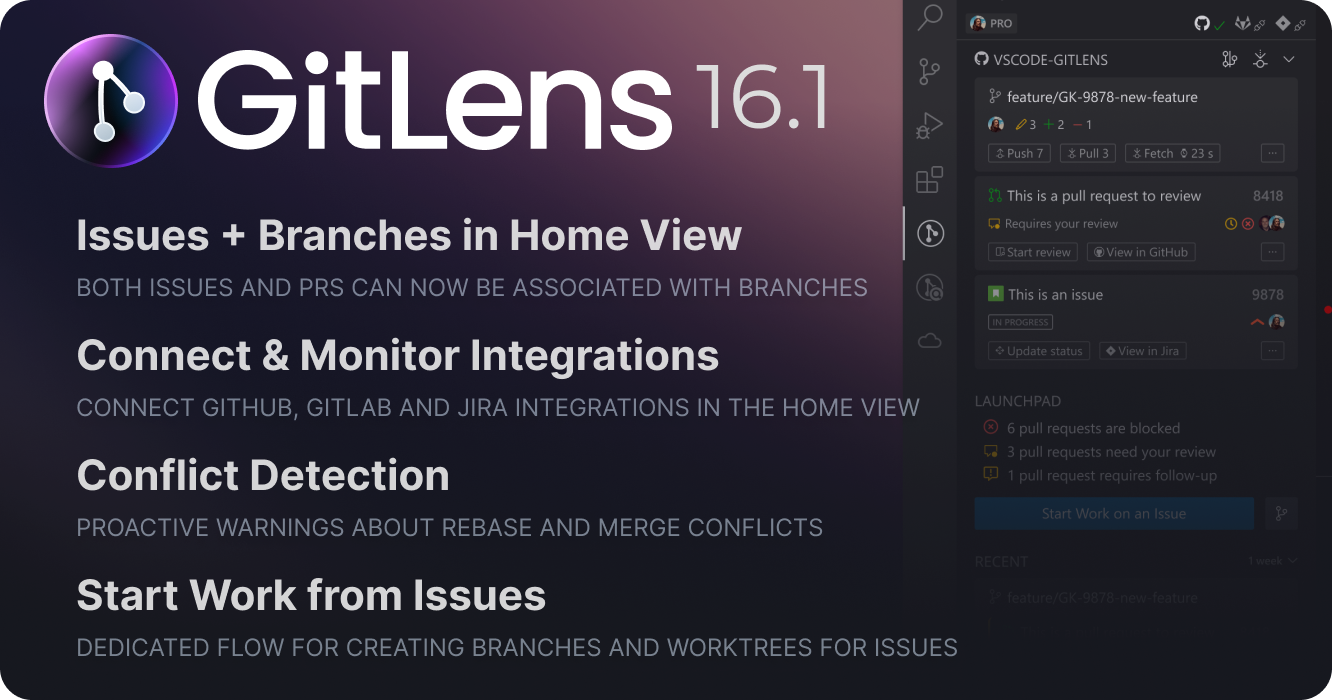 GitLens 16.1
Issues + Branches in Home View
BOTH ISSUES AND PRS CAN NOW BE ASSOCIATED WITH BRANCHES
Connect & Monitor Integrations
CONNECT GITHUB, GITLAB AND JIRA INTEGRATIONS IN THE HOME VIEW
Conflict Detection
PROACTIVE WARNINGS ABOUT REBASE AND MERGE CONFLICTS
Start Work from Issues
DEDICATED FLOW FOR CREATING BRANCHES AND WORKTREES FOR ISSUES
PRO
VSCODE-GITLENS
feature/GK-9878-new-feature
3 +2 −1
Push 7 Pull 3 Fetch 23 s ...
This is a pull request to review 8418
Requires your review
Start review View in GitHub ...
This is an issue 9878
IN PROGRESS
Update status View in Jira ...
LAUNCHPAD
6 pull requests are blocked
3 pull requests need your review
1 pull request requires follow-up
Start Work on an Issue
RECENT 1 week
feature/GK-9878-new-feature